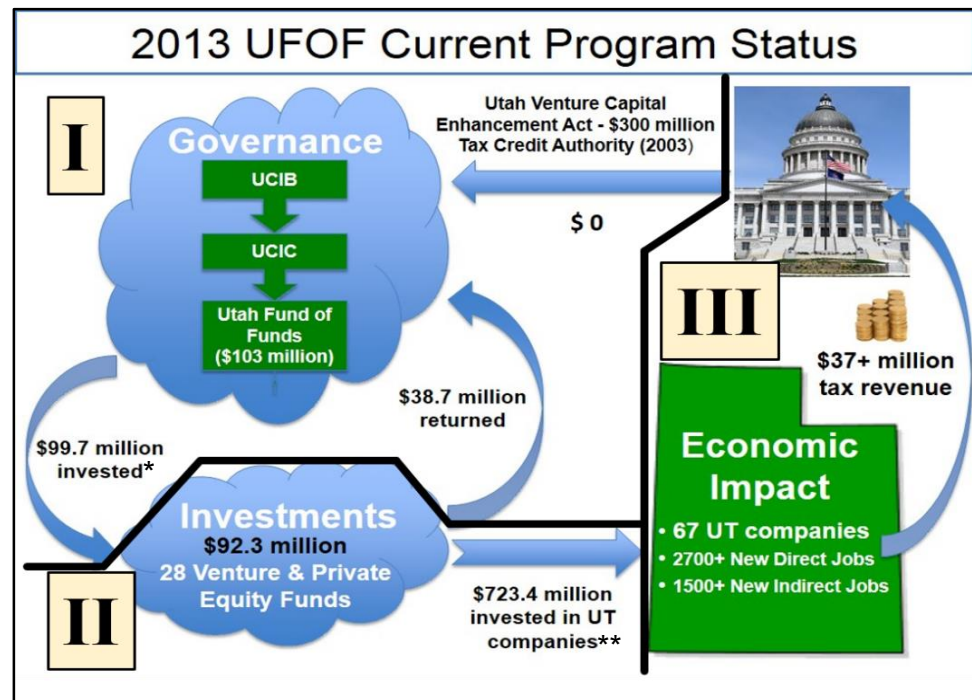 2013 UFOF Current Program Status
I
Governance
UCIB
UCIC
Utah Fund of
Funds
($103 million)
Utah Venture Capital
Enhancement Act - $300 million
Tax Credit Authority (2003)
$ 0
III
$37+ million
tax revenue
$38.7 million
returned
$99.7 million
invested*
Investments
$92.3 million
28 Venture & Private
Equity Funds
II
$723.4 million
invested in UT
companies**
Economic
Impact
• 67 UT companies
• 2700+ New Direct Jobs
• 1500+ New Indirect Jobs